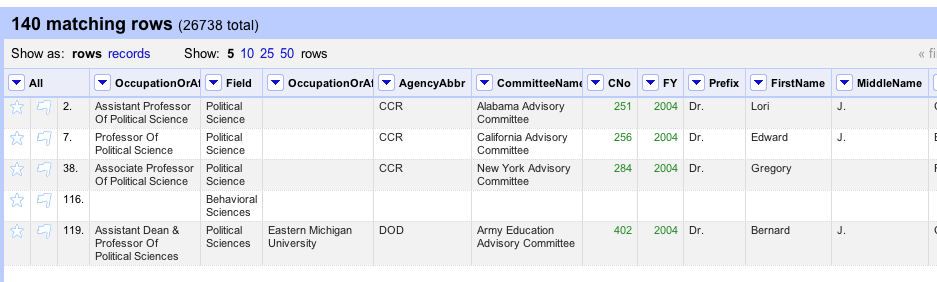 140 matching rows (26738 total)
Show as: rows records Show: 5 10 25 50 rows « fi
All OccupationOrAf Field OccupationOrAf AgencyAbbr CommitteeName CNo FY Prefix FirstName MiddleName
2. Assistant Professor Political CCR Alabama Advisory 251 2004 Dr. Lori J.
Of Political Science Science Committee
7. Professor Of Political CCR California Advisory 256 2004 Dr. Edward J.
Political Science Science Committee
38. Associate Professor Political CCR New York Advisory 284 2004 Dr. Gregory
Of Political Science Science Committee
116. Behavioral
Sciences
119. Assistant Dean & Political Eastern Michigan DOD Army Education 402 2004 Dr. Bernard J.
Professor Of Sciences University Advisory Committee
Political Sciences